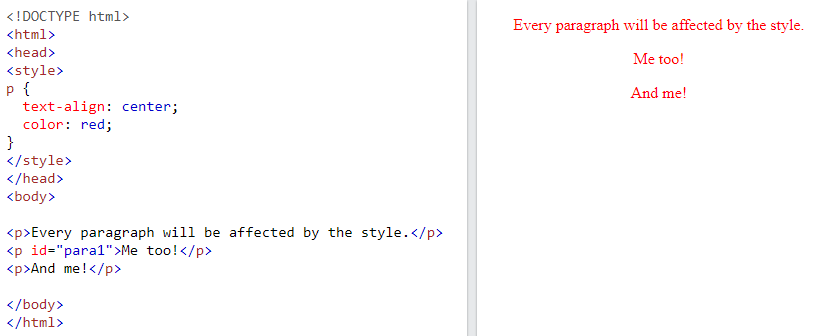 <!DOCTYPE html>
<html>
<head>
<style>
p {
  text-align: center;
  color: red;
}
</style>
</head>
<body>

<p>Every paragraph will be affected by the style.</p>
<p id="para1">Me too!</p>
<p>And me!</p>

</body>
</html>
Every paragraph will be affected by the style.
Me too!
And me!